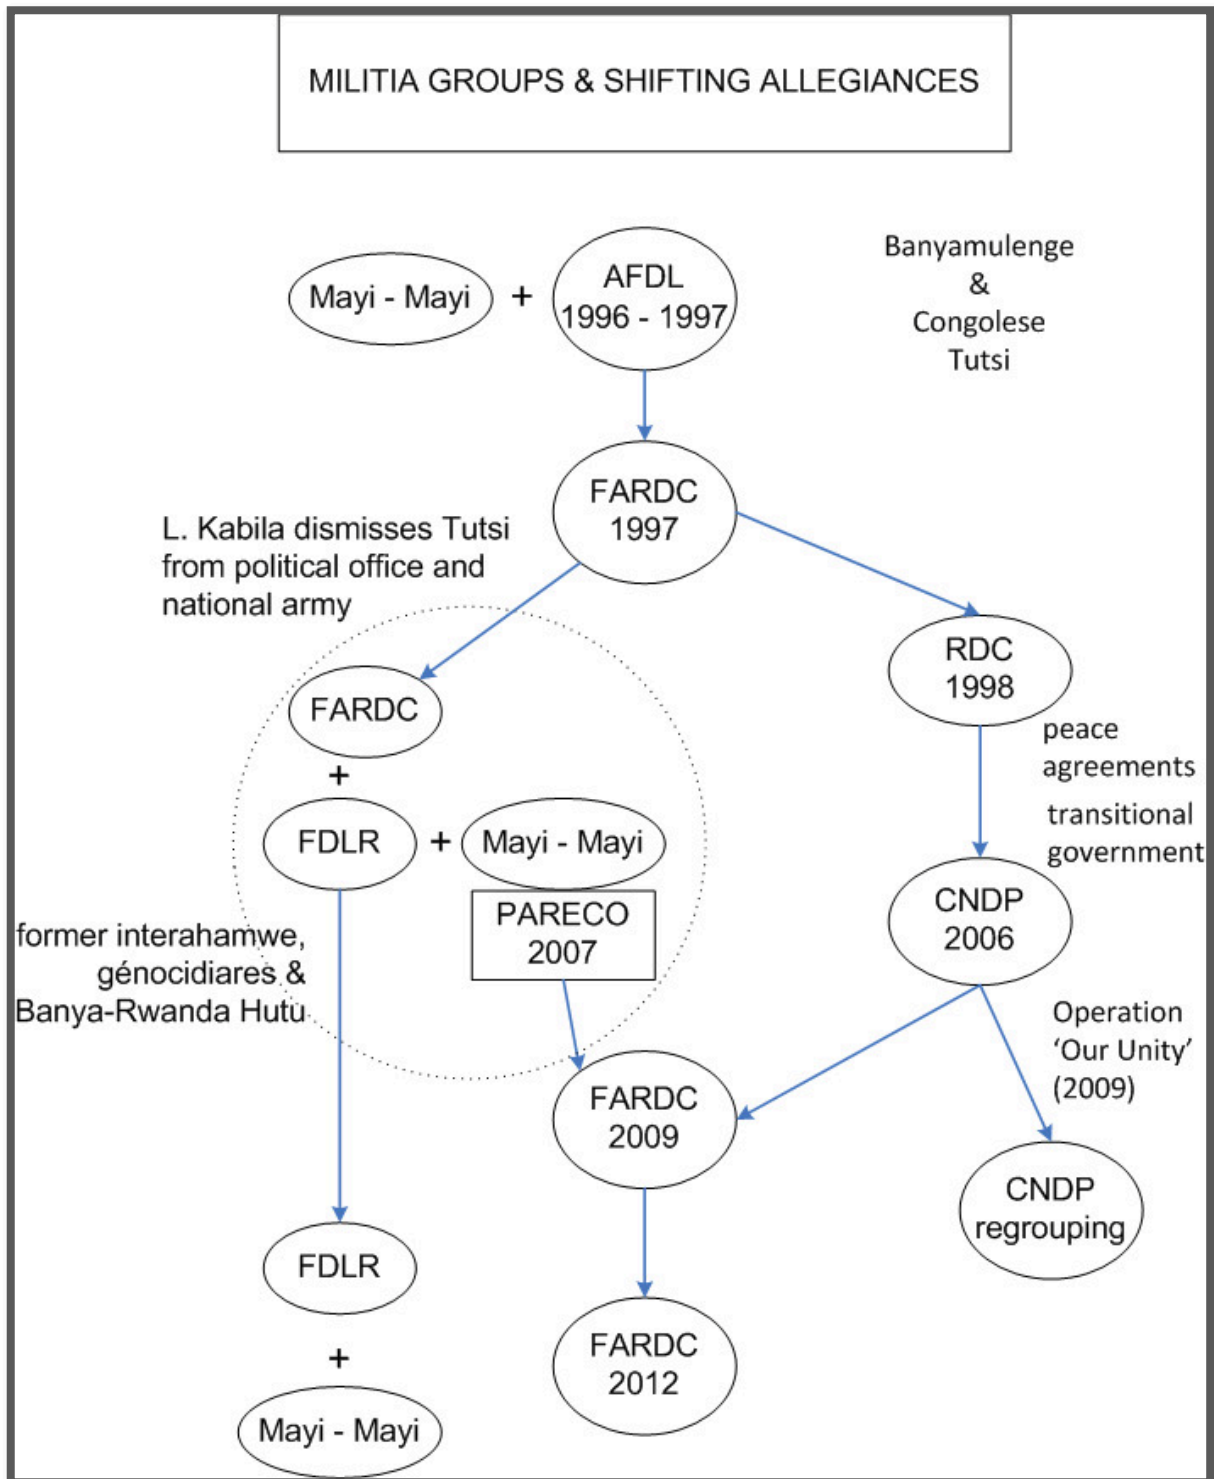 MILITIA GROUPS & SHIFTING ALLEGIANCES
Mayi - Mayi
+
AFDL
1996 - 1997
Banyamulenge
&
Congolese
Tutsi
FARDC
1997
L. Kabila dismisses Tutsi
from political office and
national army
RDC
1998
FARDC
+
peace
agreements
transitional
government
FDLR
+
Mayi - Mayi
PARECO
2007
CNDP
2006
former interahamwe,
génocidiares &
Banya-Rwanda Hutu
Operation
‘Our Unity’
(2009)
FARDC
2009
CNDP
regrouping
FDLR
+
Mayi - Mayi
FARDC
2012